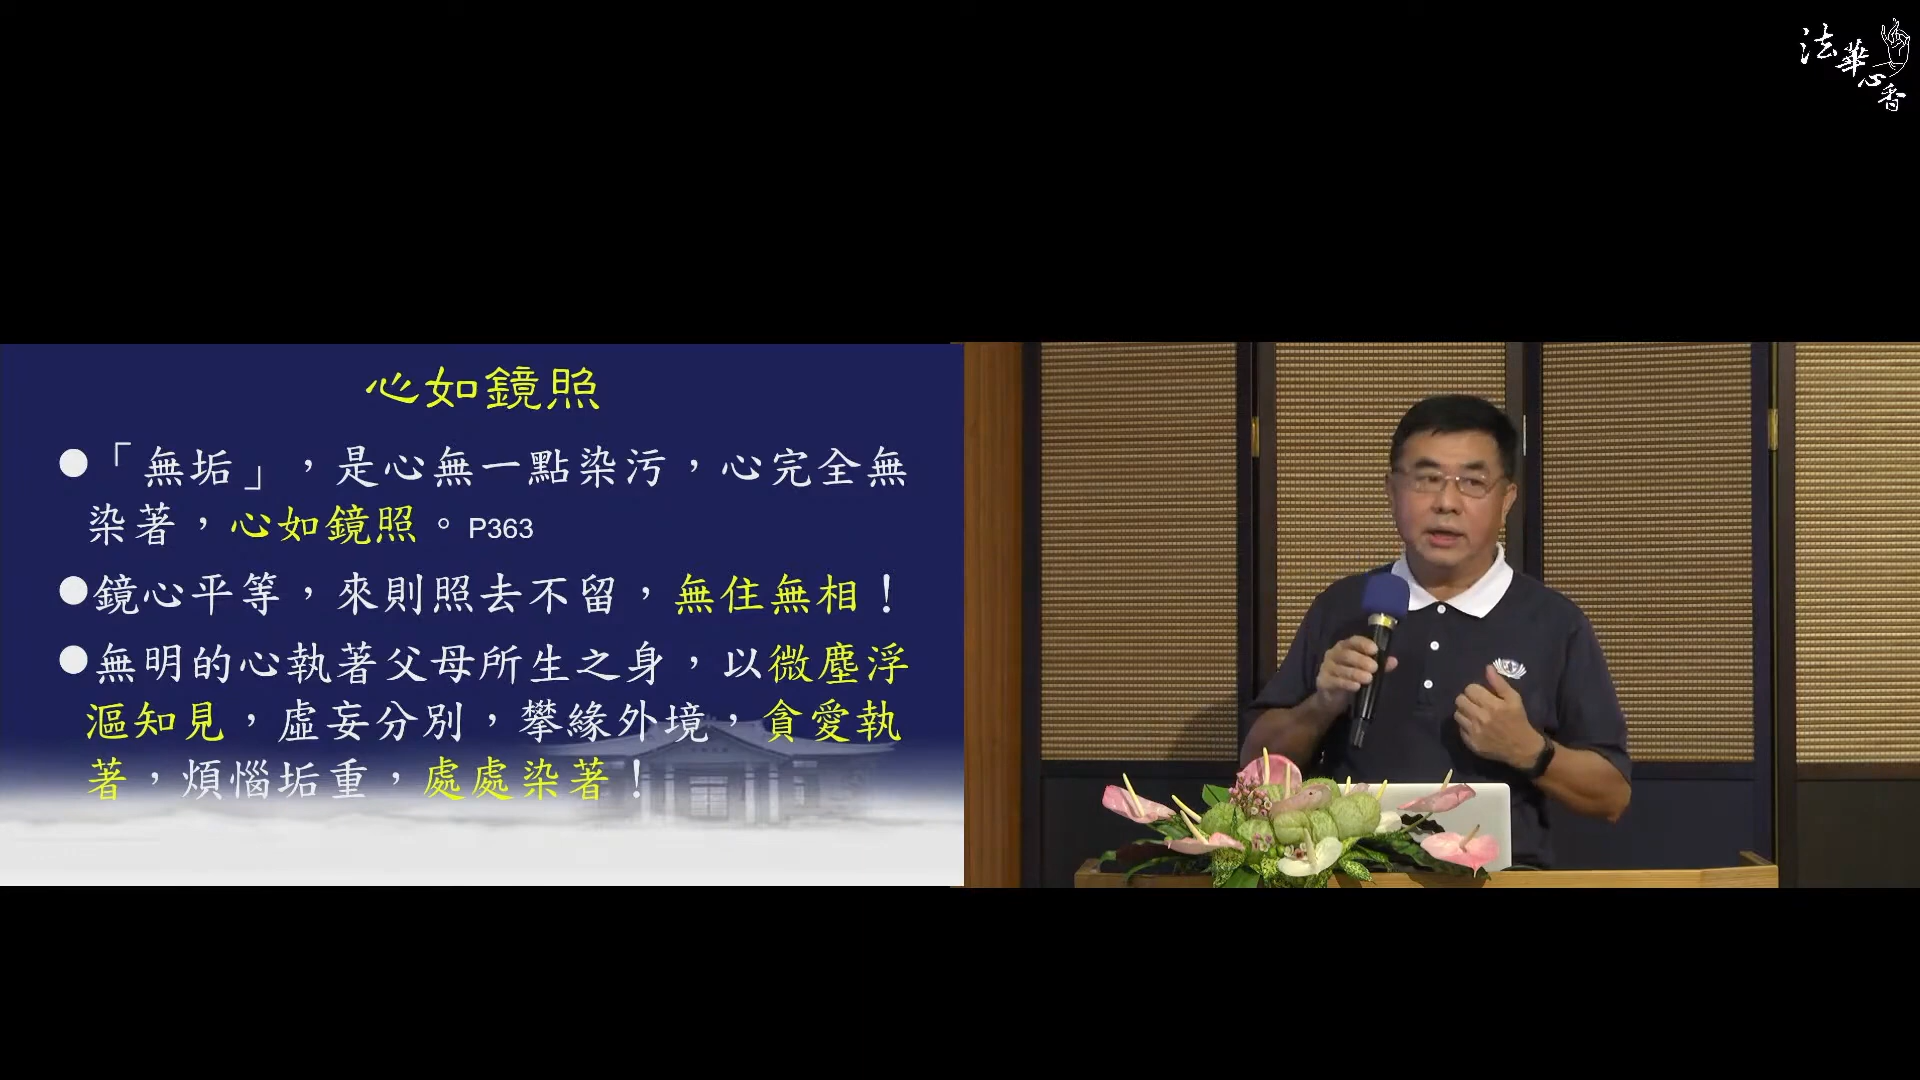 法華心香
心如鏡照
●「無垢」，是心無一點染污，心完全無
染著，心如鏡照。P363
●鏡心平等，來則照去不留，無住無相！
●無明的心執著父母所生之身，以微塵浮
漚知見，虛妄分別，攀緣外境，貪愛執
著，煩惱垢重，處處染著！